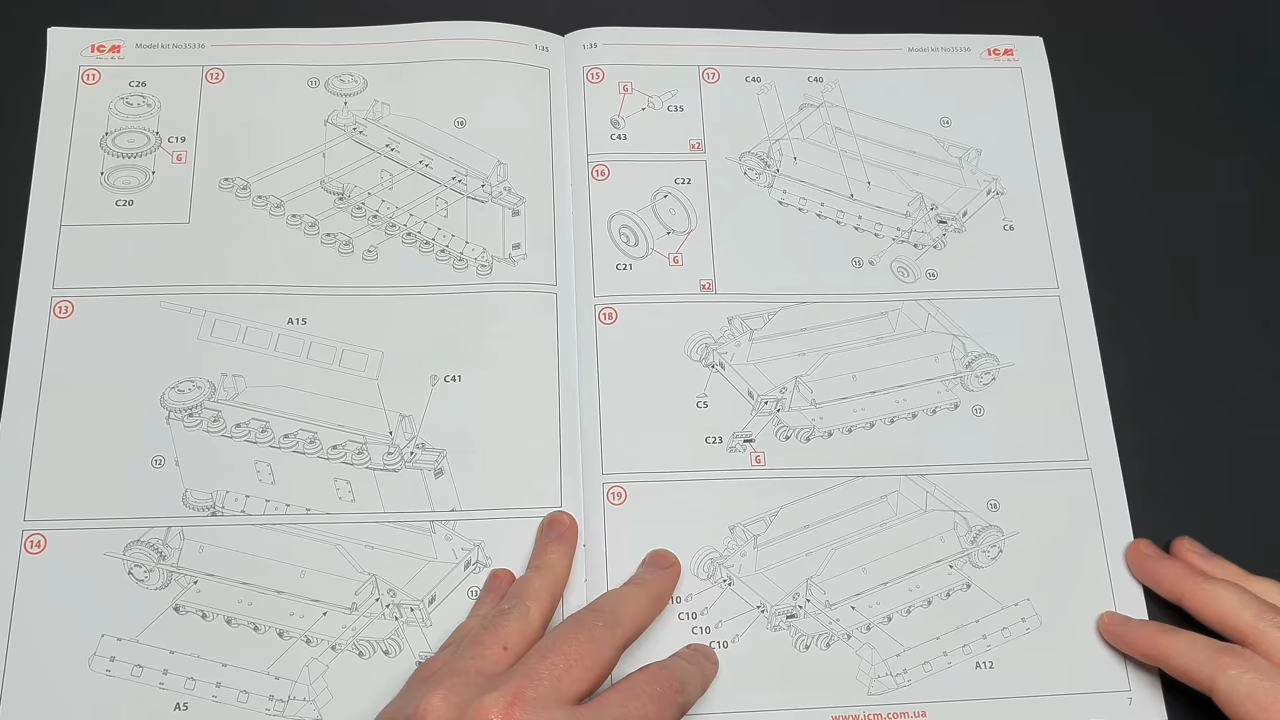 ICM
Model kit No35336
1:35
11
C26
C19
G
C20
12
11
10
13
A15
C41
12
14
13
A5
1:35
Model kit No35336
ICM
15
G
C35
C43
x2
16
C22
C21
G
x2
17
C40
C40
14
C6
15
16
18
C5
C23
G
17
19
18
10
C10
C10
C10
A12
7
www.icm.com.ua